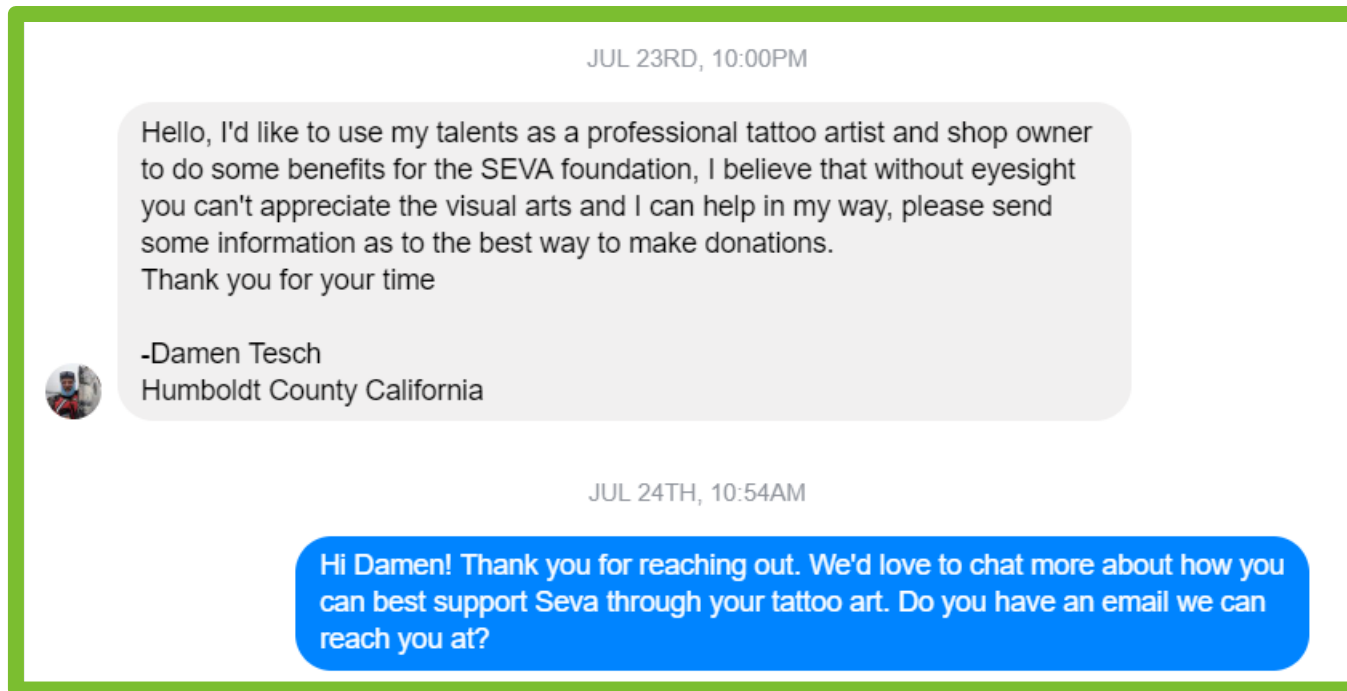 JUL 23RD, 10:00PM
Hello, I'd like to use my talents as a professional tattoo artist and shop owner
to do some benefits for the SEVA foundation, I believe that without eyesight
you can't appreciate the visual arts and I can help in my way, please send
some information as to the best way to make donations.
Thank you for your time
-Damen Tesch
Humboldt County California
JUL 24TH, 10:54AM
Hi Damen! Thank you for reaching out. We'd love to chat more about how you
can best support Seva through your tattoo art. Do you have an email we can
reach you at?